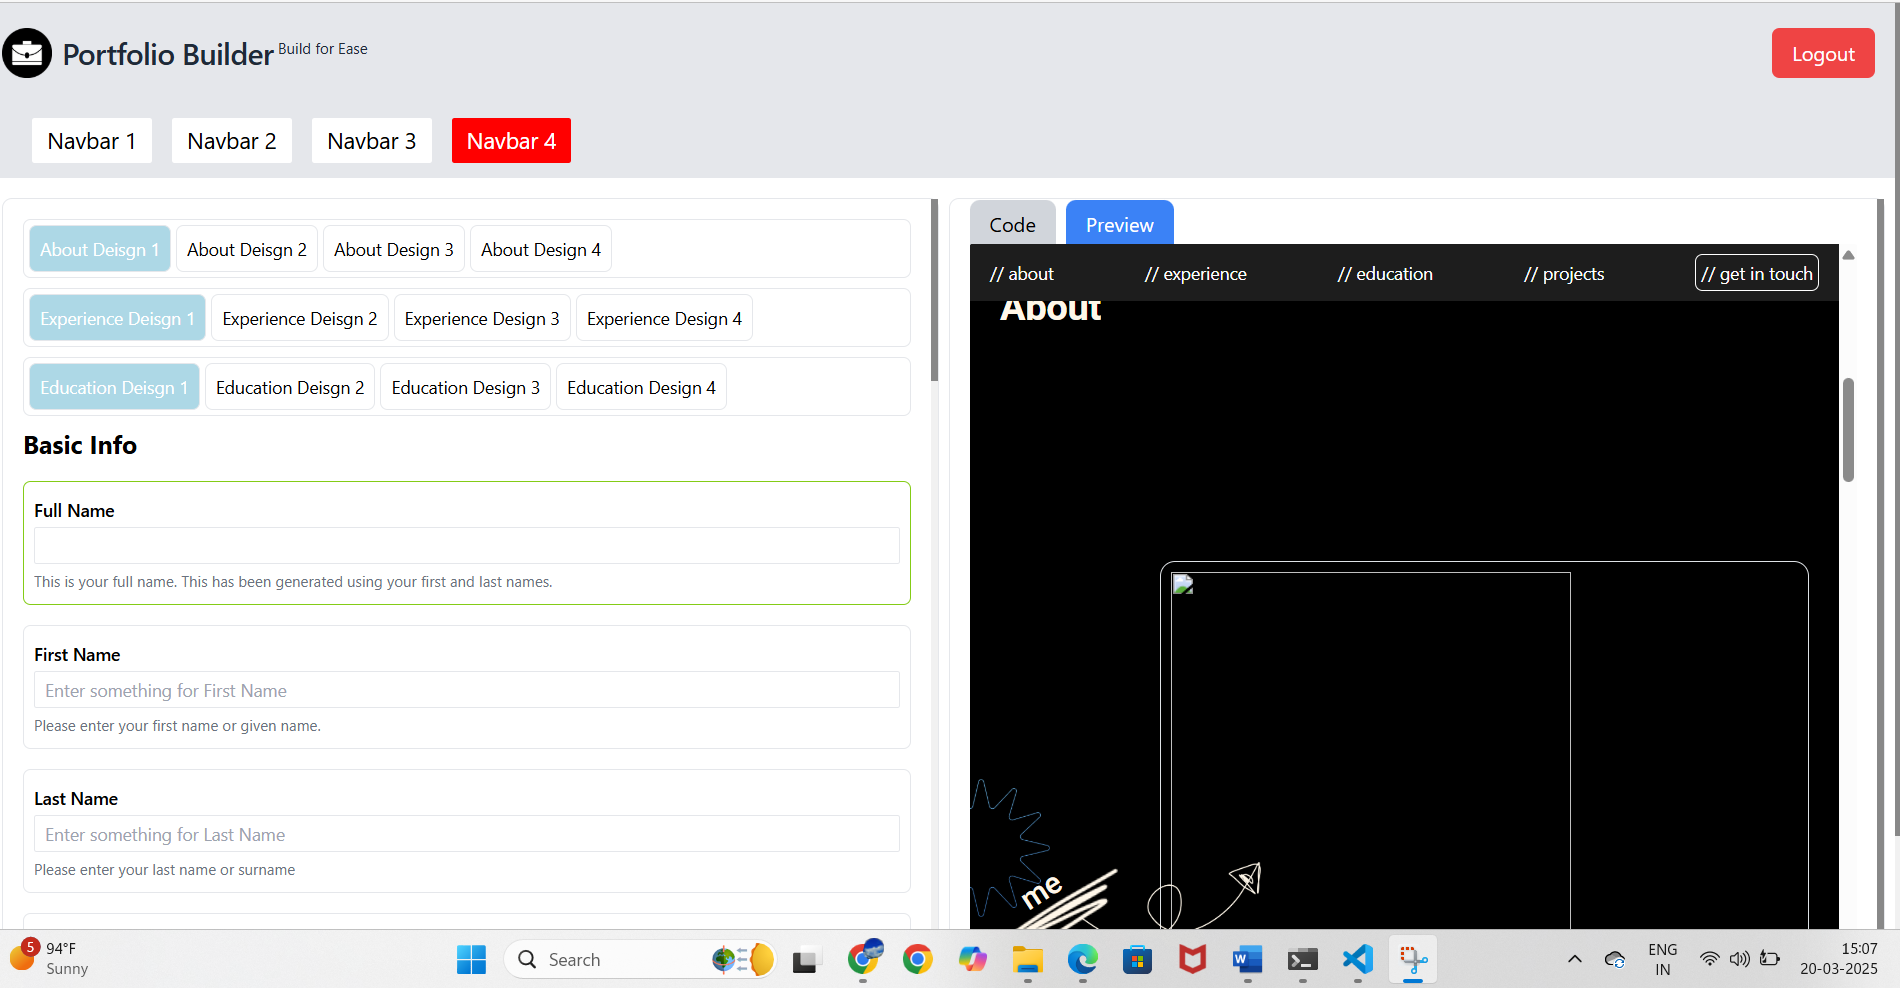 Portfolio Builder Build for Ease
Logout
Navbar 1 Navbar 2 Navbar 3 Navbar 4
About Deisgn 1 About Deisgn 2 About Design 3 About Design 4
Experience Deisgn 1 Experience Deisgn 2 Experience Design 3 Experience Design 4
Education Deisgn 1 Education Deisgn 2 Education Design 3 Education Design 4
Basic Info
Full Name
This is your full name. This has been generated using your first and last names.
First Name
Enter something for First Name
Please enter your first name or given name.
Last Name
Enter something for Last Name
Please enter your last name or surname
Code Preview
// about // experience // education // projects // get in touch
About
me
5
94°F
Sunny
Search
W
ENG
IN
15:07
20-03-2025